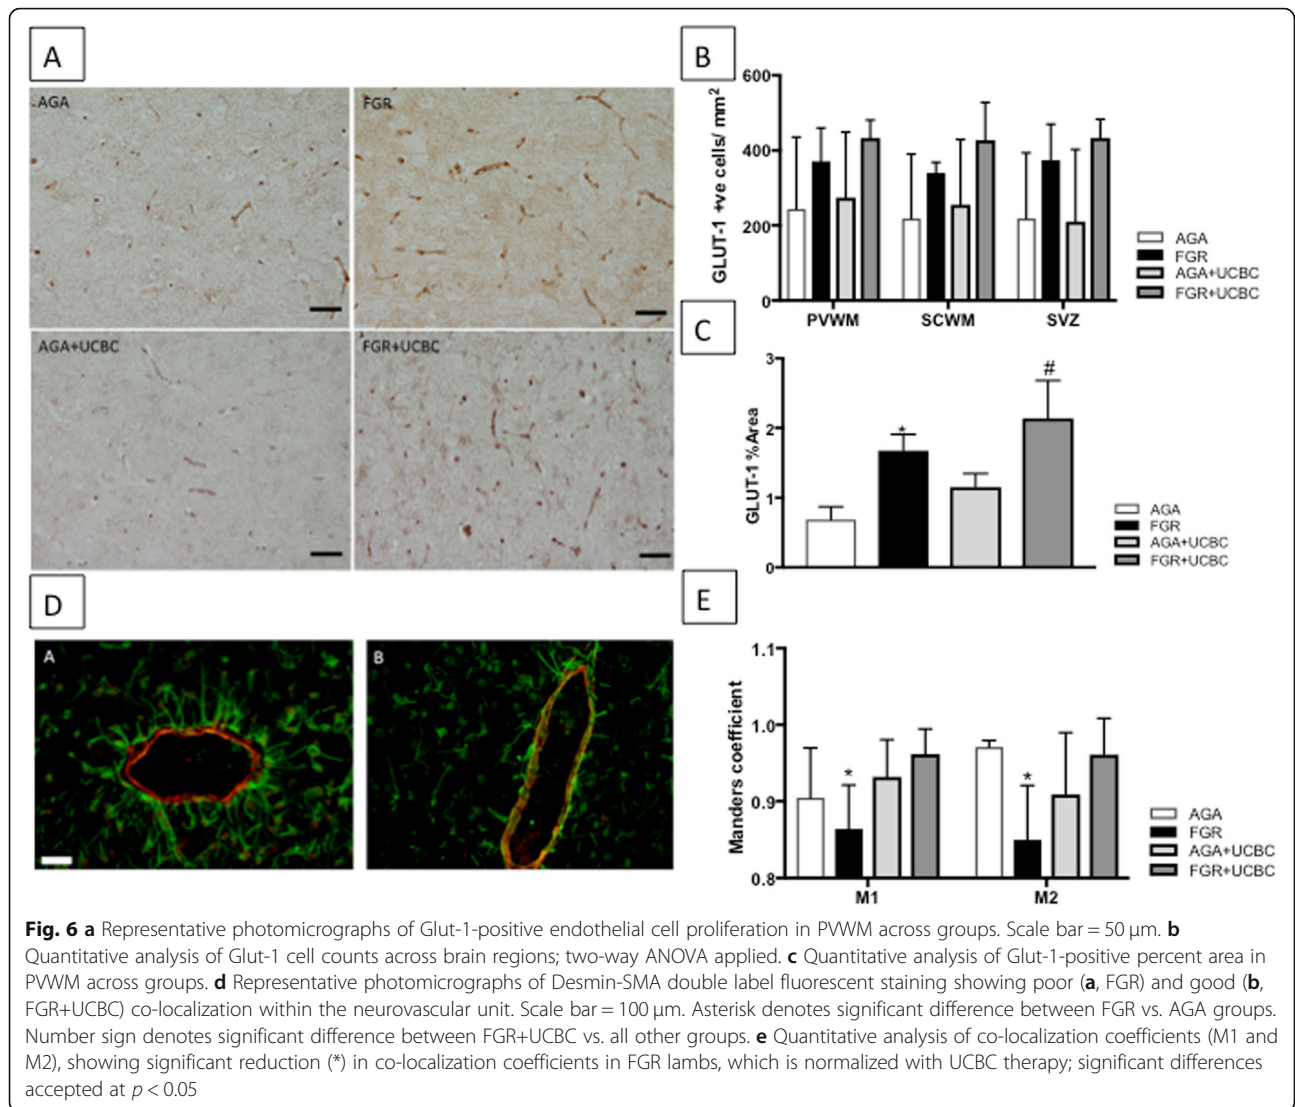 A
AGA
FGR
AGA+UCBC
FGR+UCBC
B
GLUT-1 +ve cells/ mm²
600
400
200
0
PVWM SCWM SVZ
AGA
FGR
AGA+UCBC
FGR+UCBC
C
GLUT-1 %Area
3
2
1
0
*
#
AGA
FGR
AGA+UCBC
FGR+UCBC
D
A
B
E
Manders coefficient
1.1
1.0
0.9
0.8
*
*
M1 M2
AGA
FGR
AGA+UCBC
FGR+UCBC
Fig. 6 a Representative photomicrographs of Glut-1-positive endothelial cell proliferation in PVWM across groups. Scale bar = 50 μm. b
Quantitative analysis of Glut-1 cell counts across brain regions; two-way ANOVA applied. c Quantitative analysis of Glut-1-positive percent area in
PVWM across groups. d Representative photomicrographs of Desmin-SMA double label fluorescent staining showing poor (a, FGR) and good (b,
FGR+UCBC) co-localization within the neurovascular unit. Scale bar = 100 μm. Asterisk denotes significant difference between FGR vs. AGA groups.
Number sign denotes significant difference between FGR+UCBC vs. all other groups. e Quantitative analysis of co-localization coefficients (M1 and
M2), showing significant reduction (*) in co-localization coefficients in FGR lambs, which is normalized with UCBC therapy; significant differences
accepted at p < 0.05